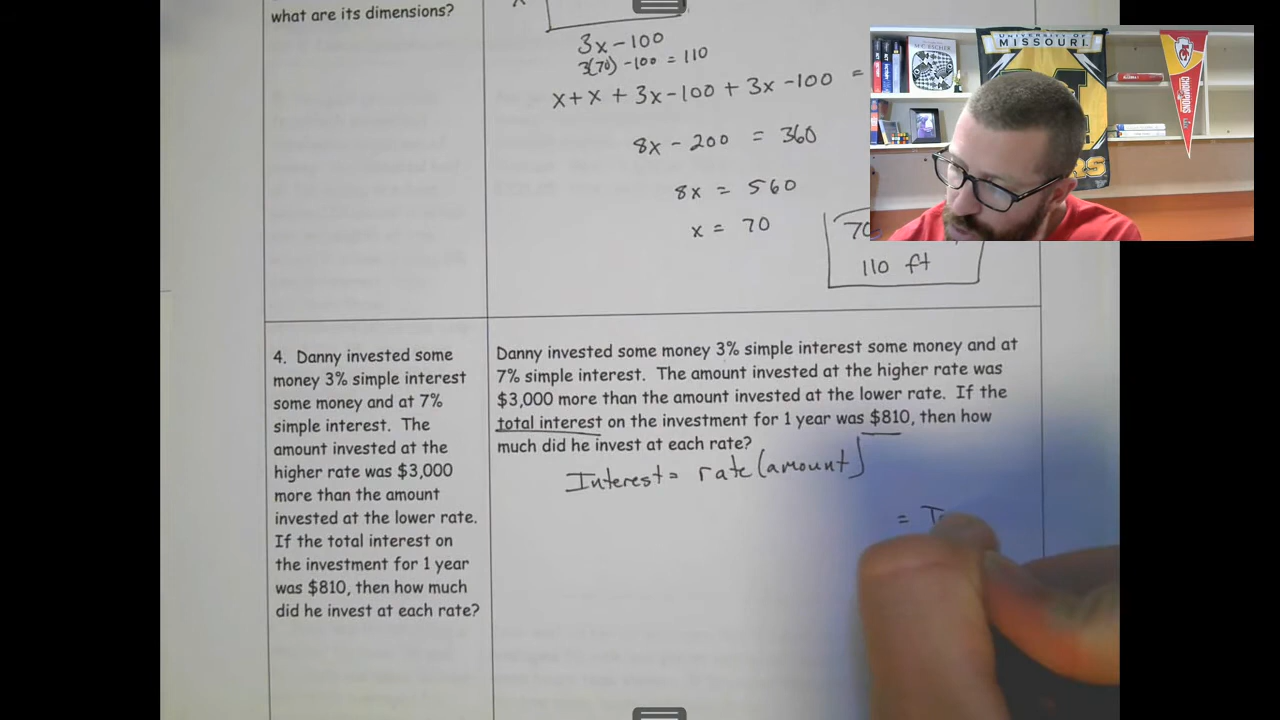 what are its dimensions?
3x-100
3(70) -100 = 110
x+x + 3x-100 + 3x -100 =
8x - 200 = 360
8x = 560
x = 70
70
110 ft
UNIVERSITY OF
MISSOURI.
M.C. ESCHER
CHAMPIONS
4. Danny invested some
money 3% simple interest
some money and at 7%
simple interest. The
amount invested at the
higher rate was $3,000
more than the amount
invested at the lower rate.
If the total interest on
the investment for 1 year
was $810, then how much
did he invest at each rate?
Danny invested some money 3% simple interest some money and at
7% simple interest. The amount invested at the higher rate was
$3,000 more than the amount invested at the lower rate. If the
total interest on the investment for 1 year was $810, then how
much did he invest at each rate?
Interest = rate (amount)
=